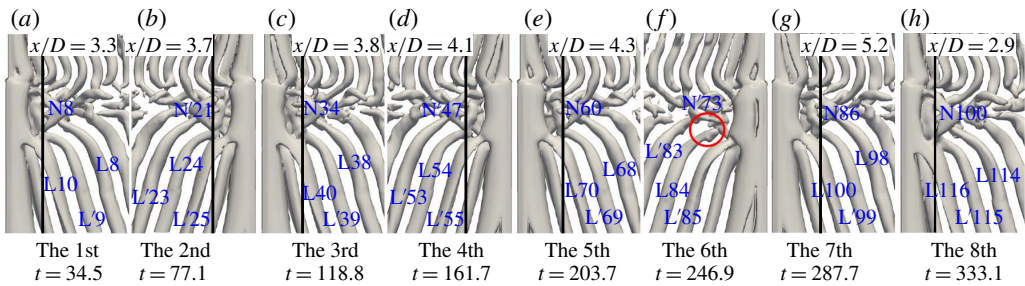 (a) (b) (c) (d) (e) (f) (g) (h)
x/D = 3.3 x/D = 3.7 x/D = 3.8 x/D = 4.1 x/D = 4.3 x/D = 5.2 x/D = 2.9
N8 N′21 N34 N′47 N60 N′73 N86 N100
L8 L24 L38 L54 L68 L′83 L98 L114
L10 L′23 L40 L′53 L70 L84 L100 L116
L′9 L′25 L′39 L′55 L′69 L′85 L′99 L′115
The 1st The 2nd The 3rd The 4th The 5th The 6th The 7th The 8th
t = 34.5 t = 77.1 t = 118.8 t = 161.7 t = 203.7 t = 246.9 t = 287.7 t = 333.1